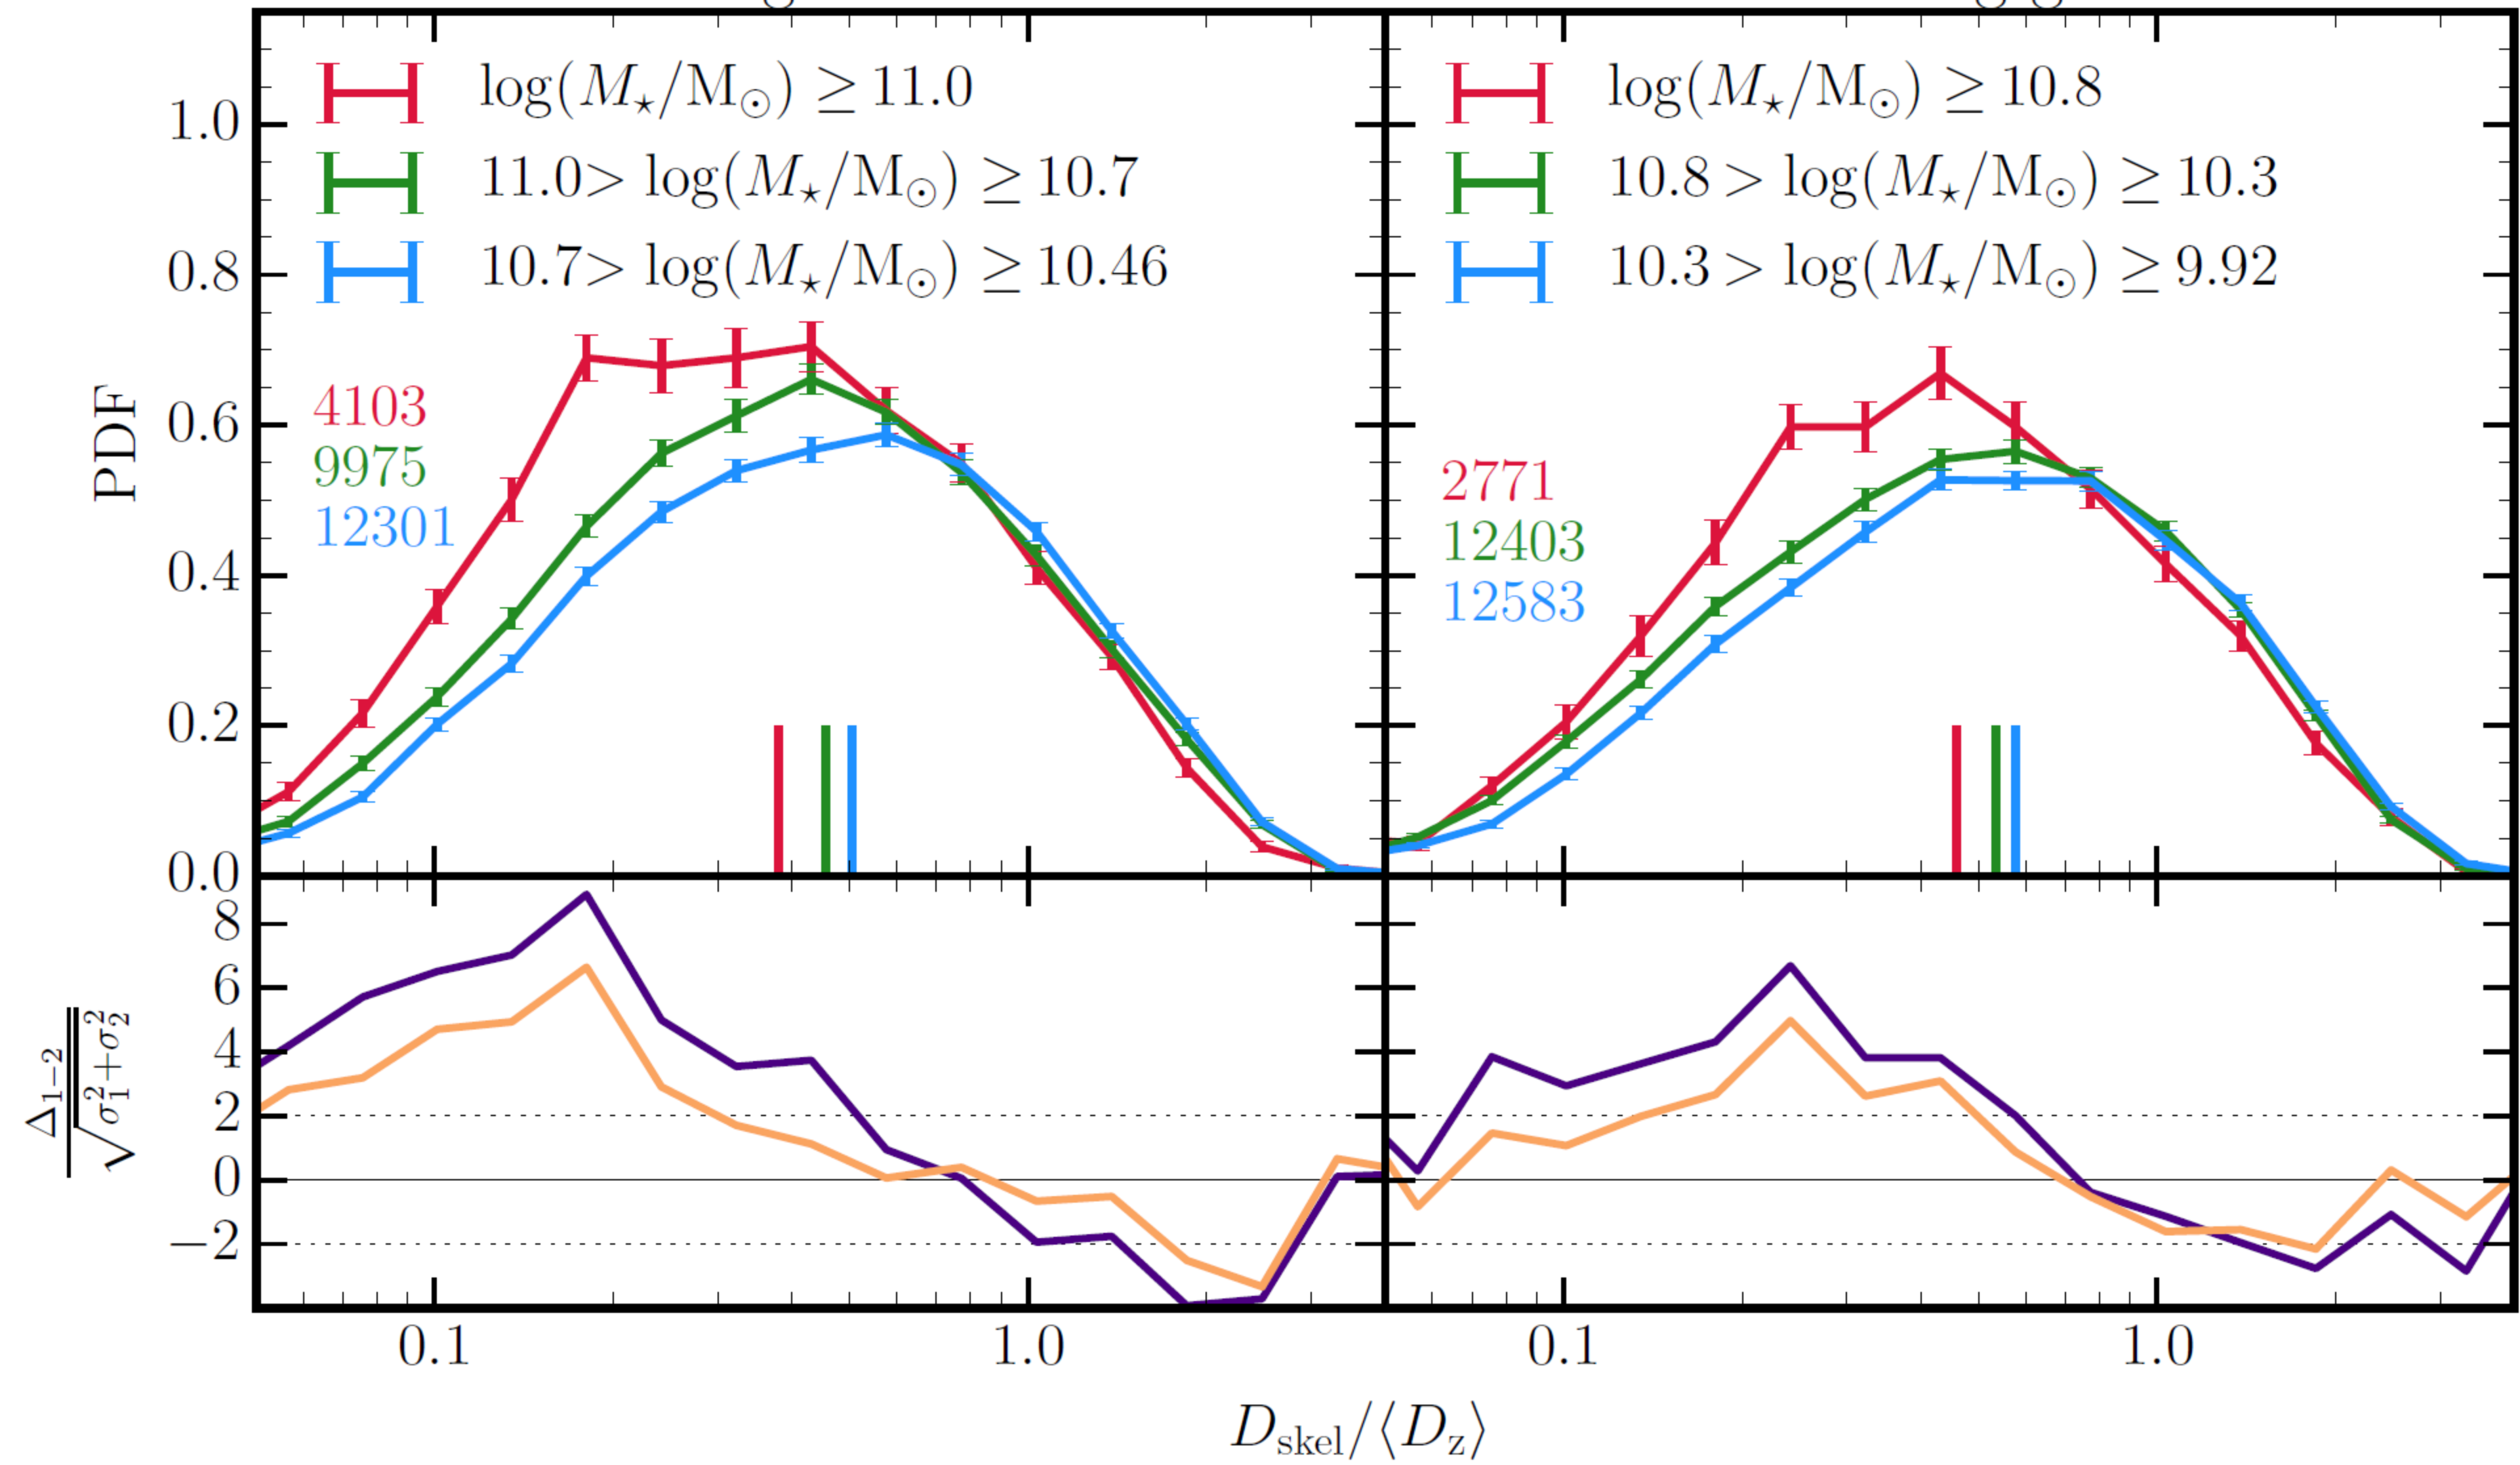 log(M⋆/M⊙) ≥ 11.0
11.0> log(M⋆/M⊙) ≥ 10.7
10.7> log(M⋆/M⊙) ≥ 10.46
4103
9975
12301
log(M⋆/M⊙) ≥ 10.8
10.8 > log(M⋆/M⊙) ≥ 10.3
10.3 > log(M⋆/M⊙) ≥ 9.92
2771
12403
12583
PDF
1.0
0.8
0.6
0.4
0.2
0.0
Δ₁₋₂/√(σ₁²+σ₂²)
8
6
4
2
0
−2
0.1
1.0
0.1
1.0
D_skel/⟨D_z⟩